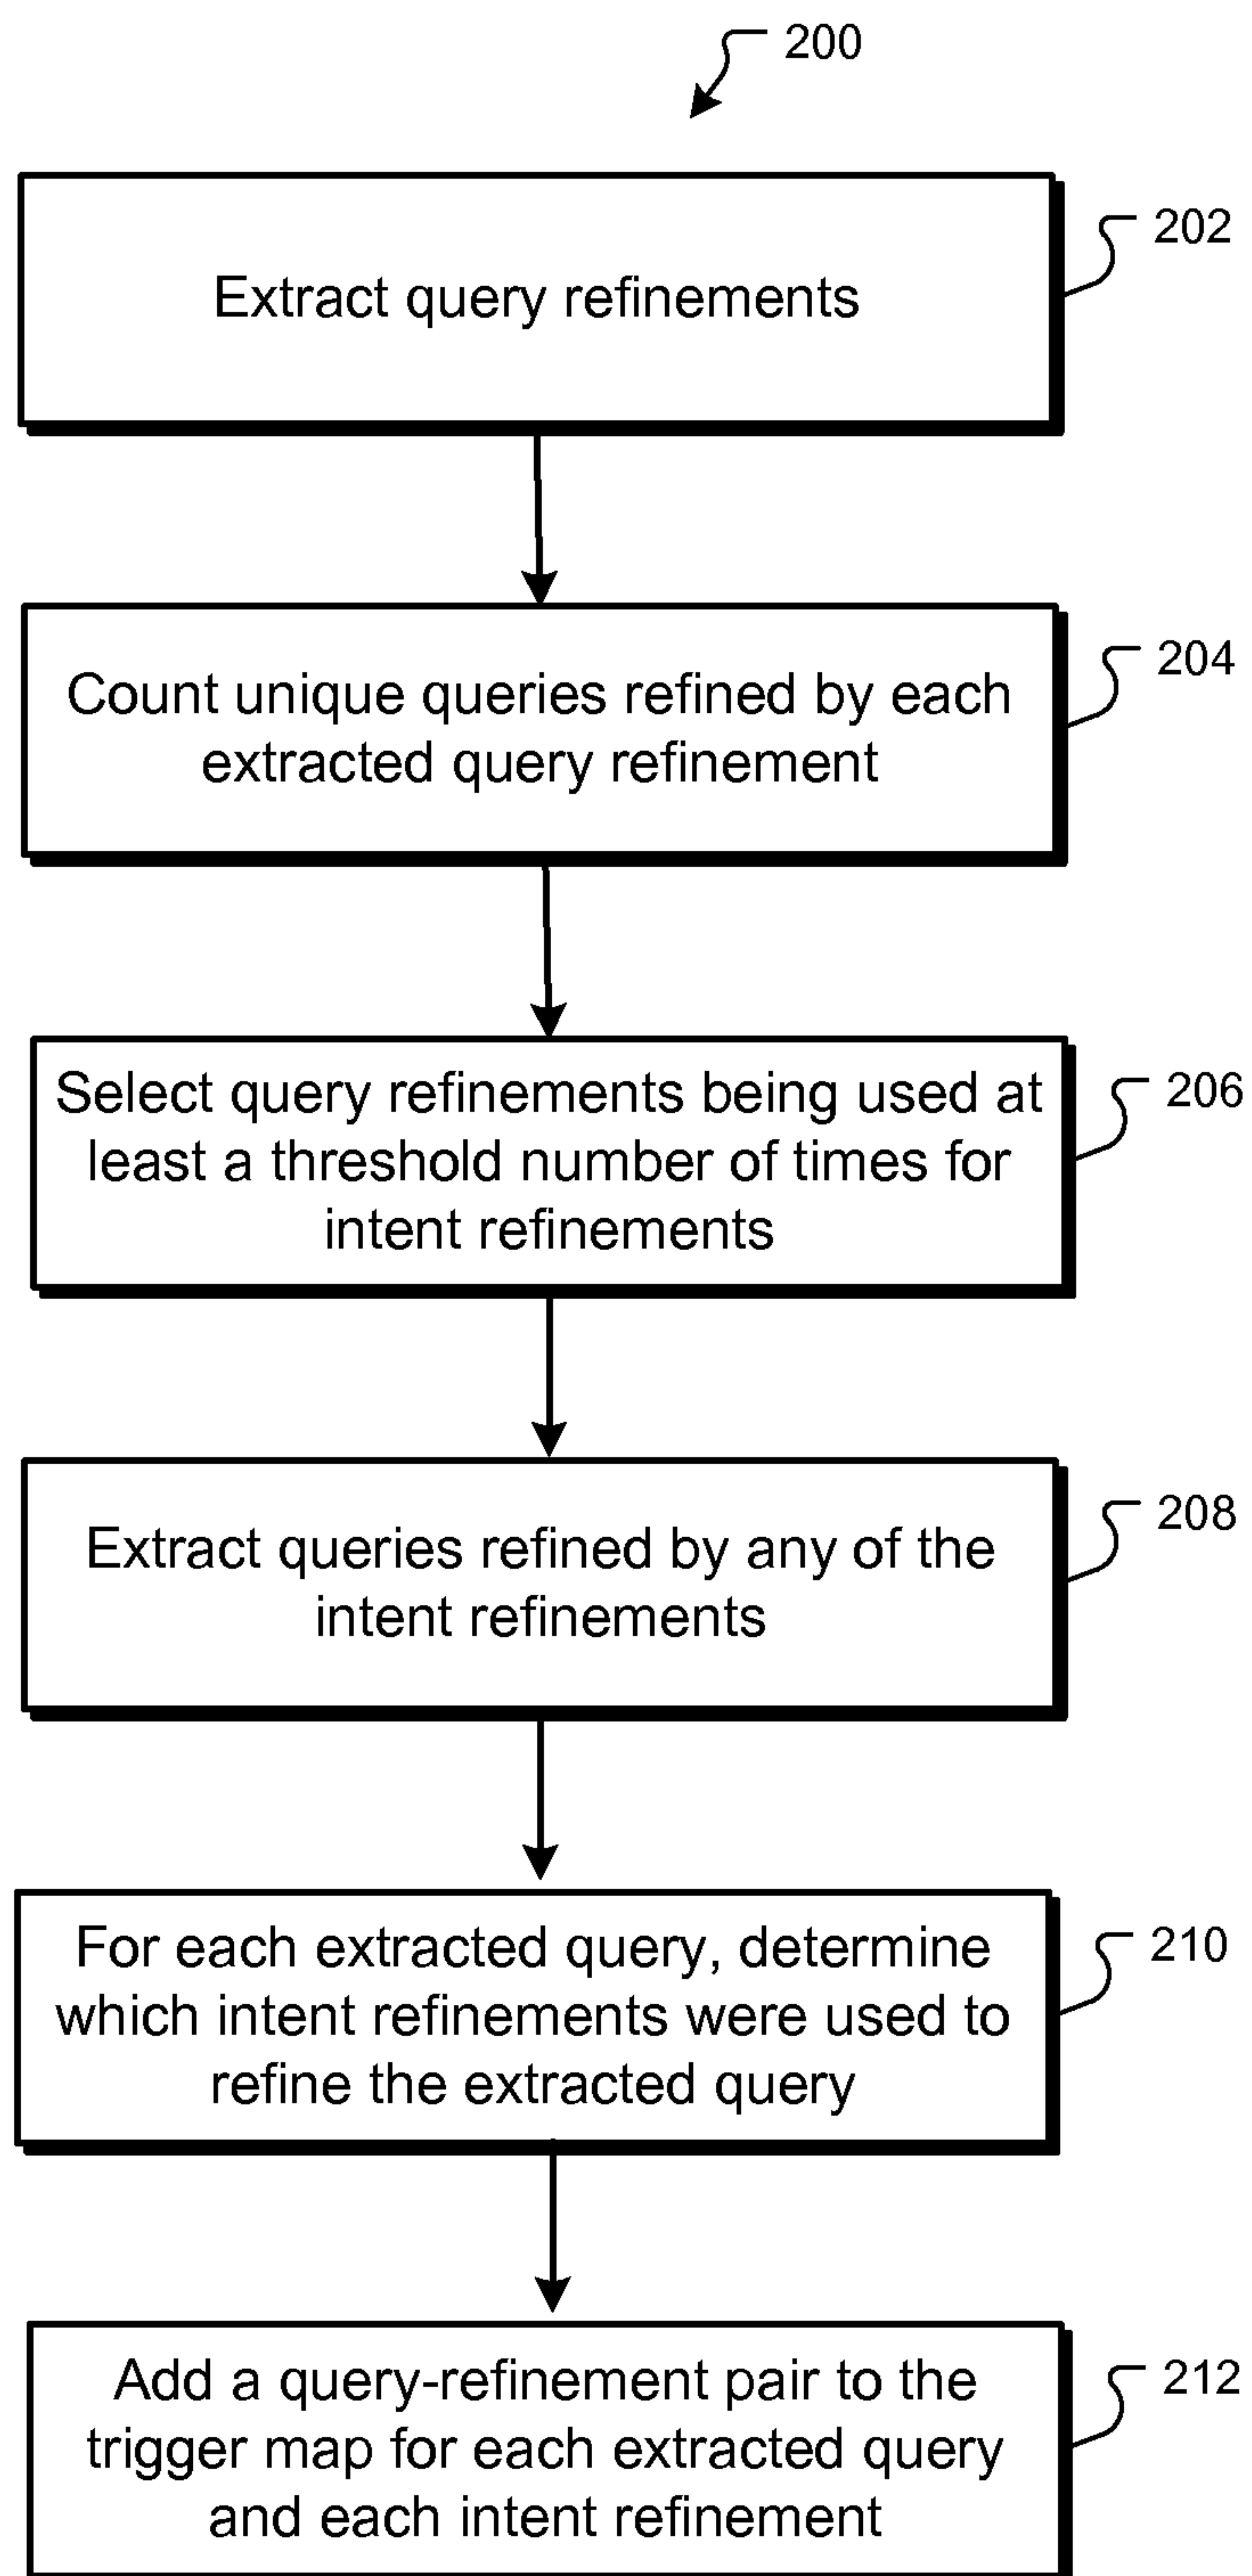 200
Extract query refinements
202
Count unique queries refined by each
extracted query refinement
204
Select query refinements being used at
least a threshold number of times for
intent refinements
206
Extract queries refined by any of the
intent refinements
208
For each extracted query, determine
which intent refinements were used to
refine the extracted query
210
Add a query-refinement pair to the
trigger map for each extracted query
and each intent refinement
212